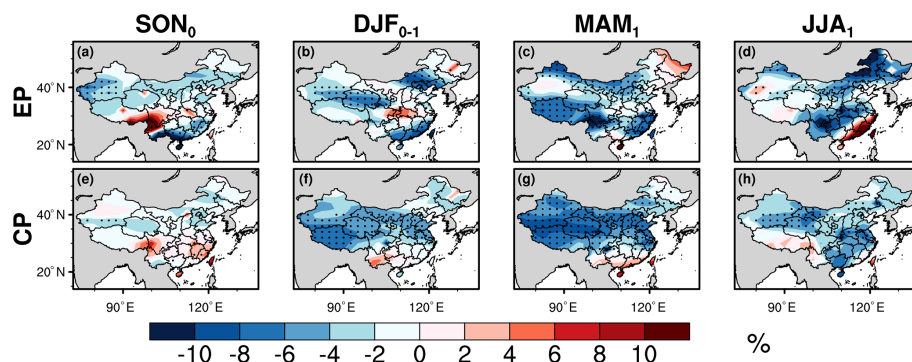 SON0 DJF0-1 MAM1 JJA1
EP
(a) (b) (c) (d)
40°N
20°N
CP
(e) (f) (g) (h)
40°N
20°N
90°E 120°E 90°E 120°E 90°E 120°E 90°E 120°E
-10 -8 -6 -4 -2 0 2 4 6 8 10 %